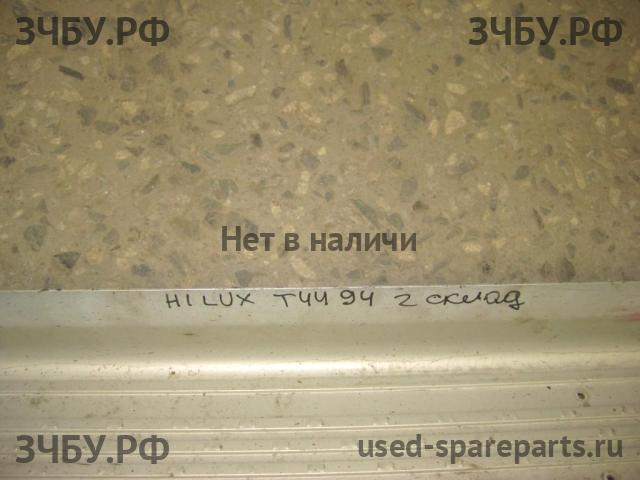 ЗЧБУ.РФ ЗЧБУ.РФ
Нет в наличи
HILUX T4494 2 склад
ЗЧБУ.РФ used-spareparts.ru